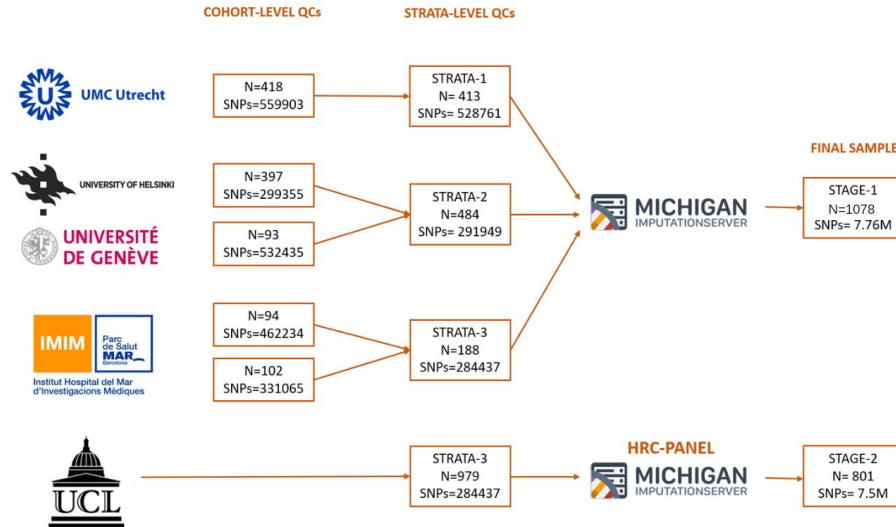 COHORT-LEVEL QCs
STRATA-LEVEL QCs
UMC Utrecht
N=418
SNPs=559903
STRATA-1
N= 413
SNPs= 528761
UNIVERSITY OF HELSINKI
N=397
SNPs=299355
UNIVERSITÉ
DE GENÈVE
N=93
SNPs=532435
STRATA-2
N=484
SNPs= 291949
MICHIGAN
IMPUTATIONSERVER
FINAL SAMPLE
STAGE-1
N=1078
SNPs= 7.76M
IMIM
Parc
de Salut
MAR
Barcelona
Institut Hospital del Mar
d'Investigacions Mèdiques
N=94
SNPs=462234
N=102
SNPs=331065
STRATA-3
N=188
SNPs=284437
UCL
STRATA-3
N=979
SNPs=284437
HRC-PANEL
MICHIGAN
IMPUTATIONSERVER
STAGE-2
N= 801
SNPs= 7.5M